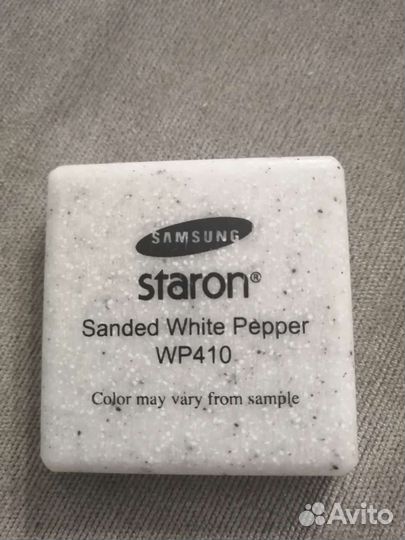 SAMSUNG
staron®
Sanded White Pepper
WP410
Color may vary from sample
Avito